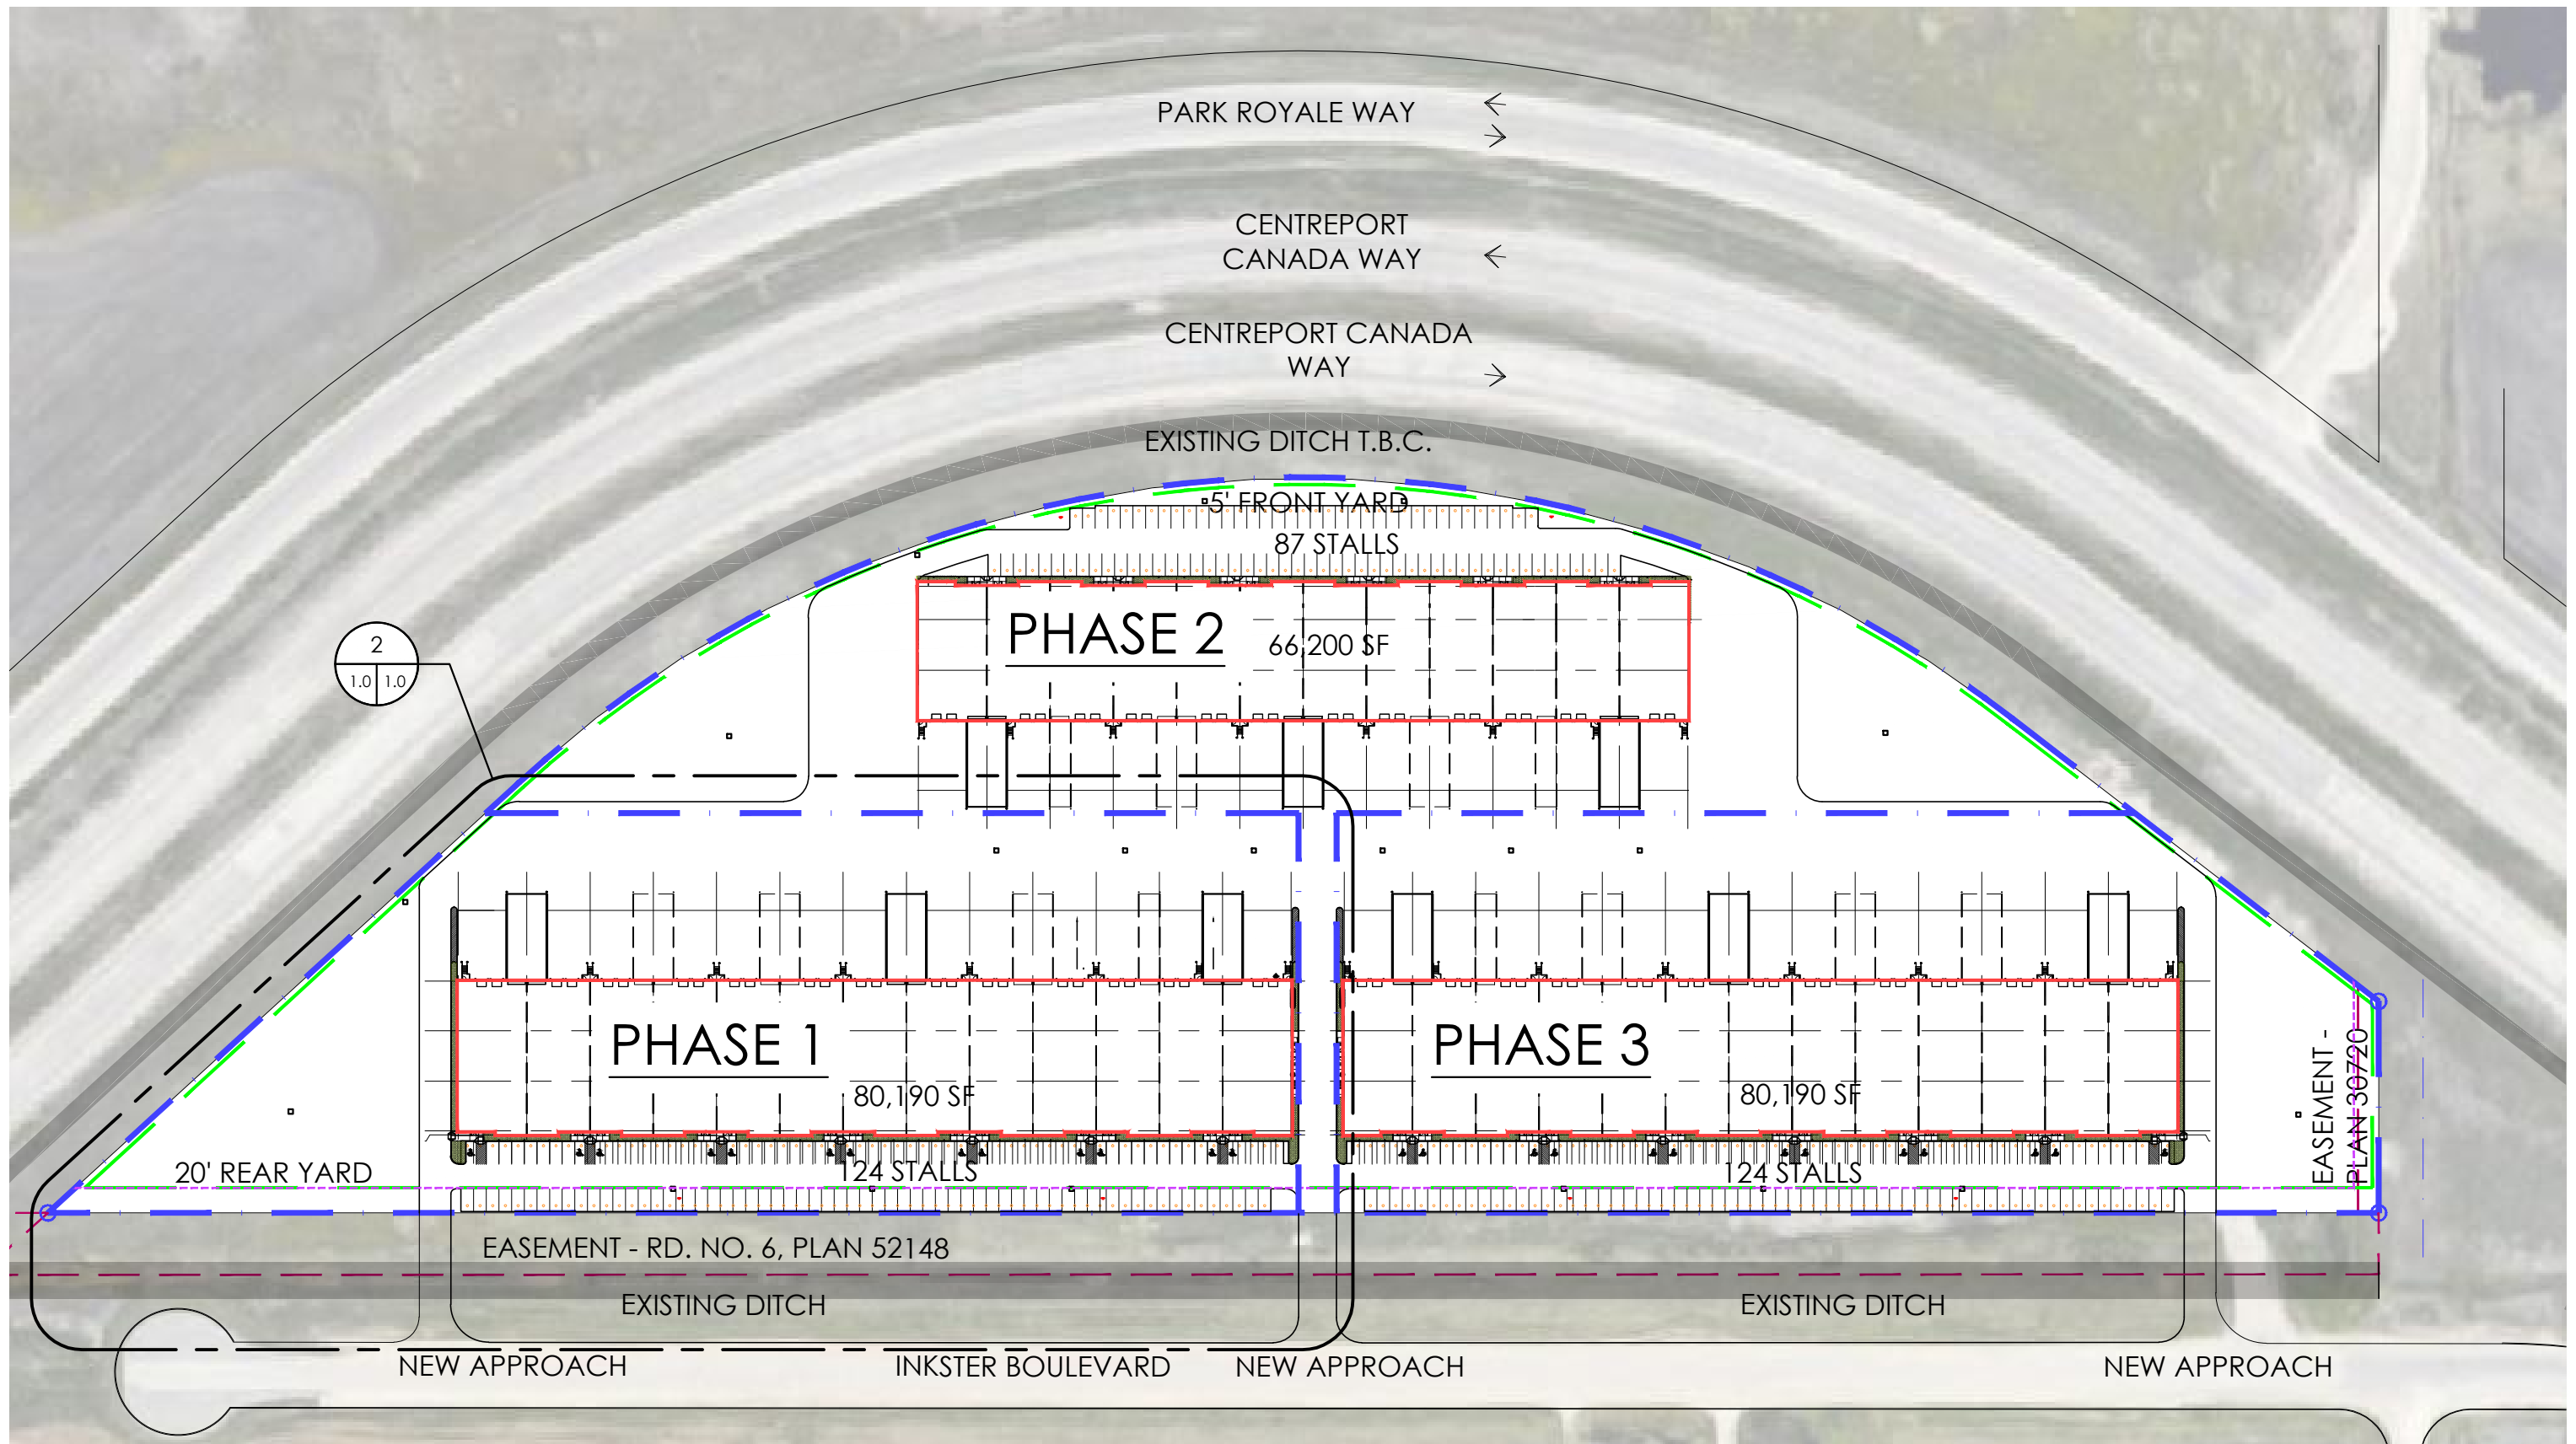 PARK ROYALE WAY
CENTREPORT
CANADA WAY
CENTREPORT CANADA
WAY
EXISTING DITCH T.B.C.
5' FRONT YARD
87 STALLS
PHASE 2
66,200 SF
2
1.0 1.0
PHASE 1
80,190 SF
PHASE 3
80,190 SF
EASEMENT -
PLAN 30720
20' REAR YARD
124 STALLS
124 STALLS
EASEMENT - RD. NO. 6, PLAN 52148
EXISTING DITCH
EXISTING DITCH
NEW APPROACH
INKSTER BOULEVARD
NEW APPROACH
NEW APPROACH